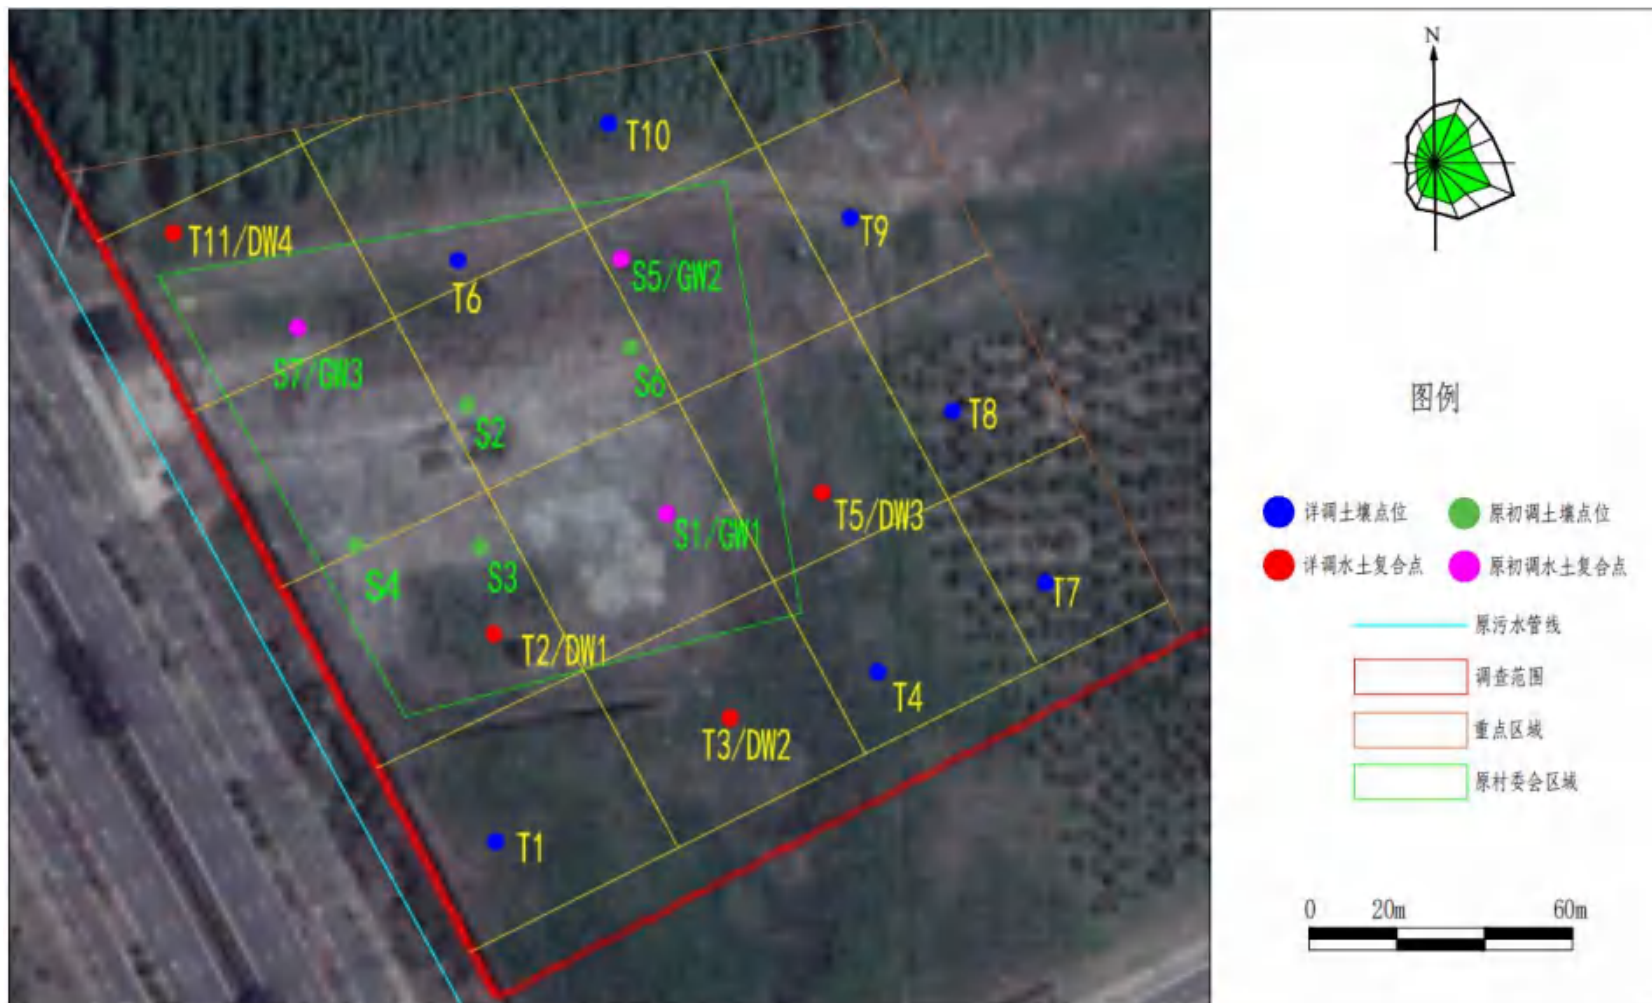 N
T10
T9
T11/DW4
T6
S5/GW2
S7/GW3
S6
S2
T8
T5/DW3
S1/GW1
S3
S4
T7
T2/DW1
T4
T3/DW2
T1
图例
详调土壤点位
原初调土壤点位
详调水土复合点
原初调水土复合点
原污水管线
调查范围
重点区域
原村委会区域
0 20m 60m